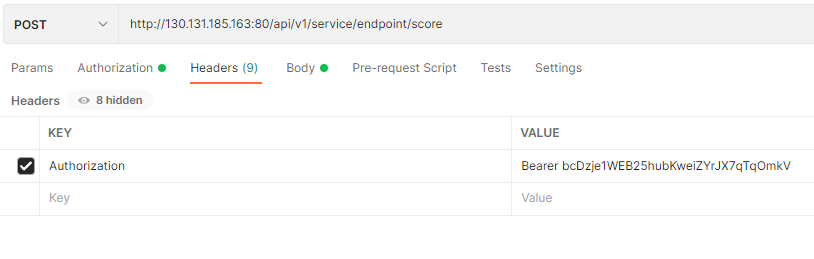 POST http://130.131.185.163:80/api/v1/service/endpoint/score
Params Authorization Headers (9) Body Pre-request Script Tests Settings
Headers 8 hidden
KEY VALUE
Authorization Bearer bcDzje1WEB25hubKweiZYrJX7qTqOmkV
Key Value